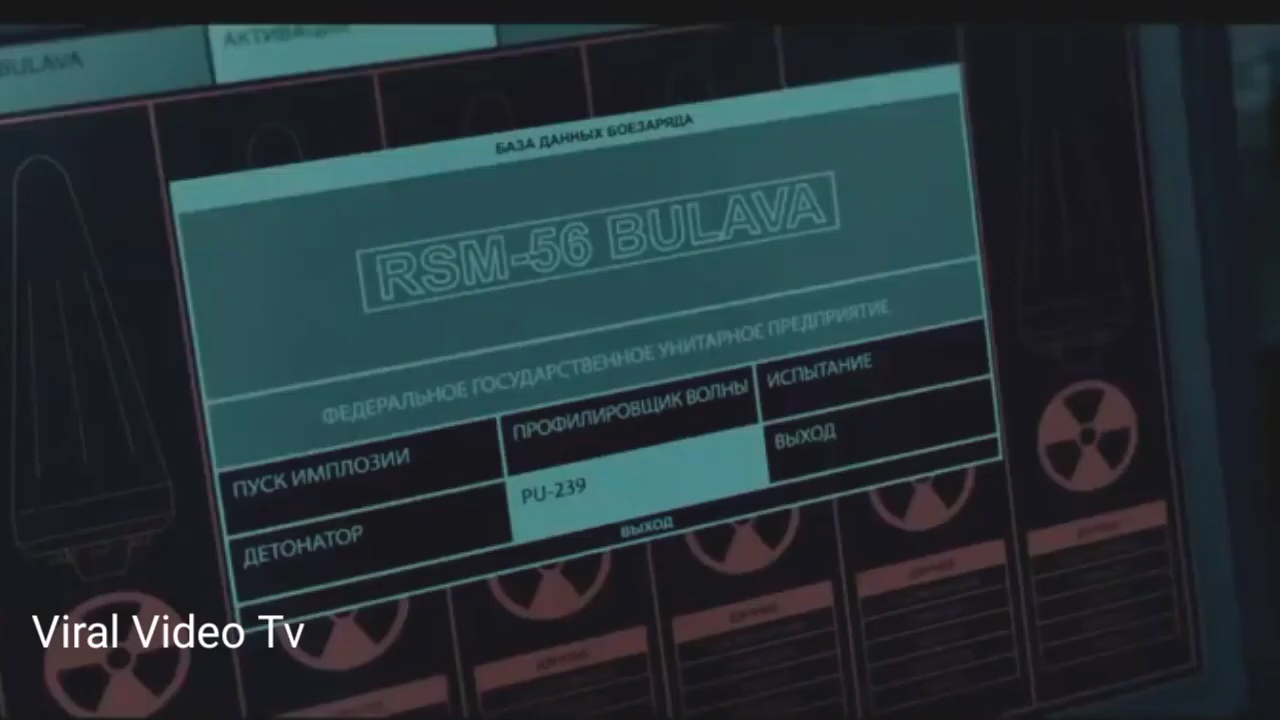 BULAVA
БАЗА ДАННЫХ БОЕЗАРЯДА
RSM-56 BULAVA
ФЕДЕРАЛЬНОЕ ГОСУДАРСТВЕННОЕ УНИТАРНОЕ ПРЕДПРИЯТИЕ
ПУСК ИМПЛОЗИИ
ПРОФИЛИРОВЩИК ВОЛНЫ
ИСПЫТАНИЕ
ДЕТОНАТОР
PU-239
ВЫХОД
ВЫХОД
Viral Video Tv